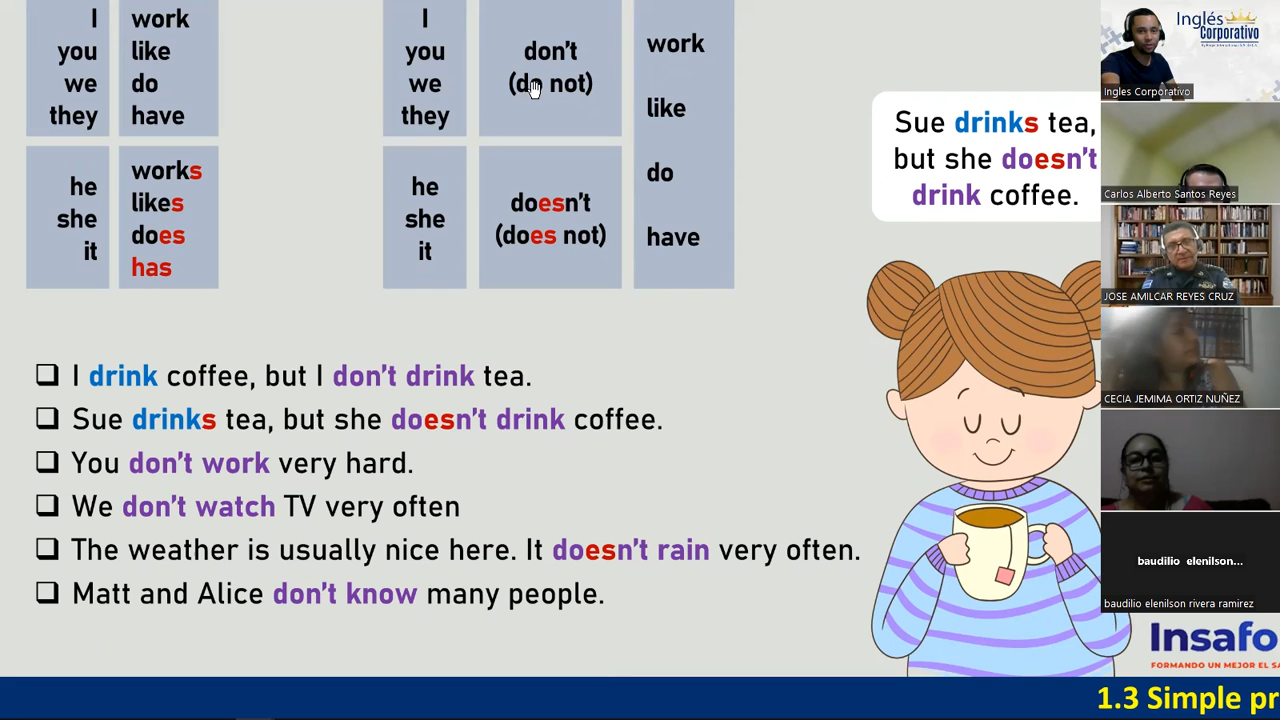 I
you
we
they
work
like
do
have
he
she
it
works
likes
does
has
I
you
we
they
don't
(do not)
he
she
it
doesn't
(does not)
work
like
do
have
Sue drinks tea,
but she doesn't
drink coffee.
❑ I drink coffee, but I don't drink tea.
❑ Sue drinks tea, but she doesn't drink coffee.
❑ You don't work very hard.
❑ We don't watch TV very often
❑ The weather is usually nice here. It doesn't rain very often.
❑ Matt and Alice don't know many people.
Inglés
Corporativo
Ingles Corporativo
Carlos Alberto Santos Reyes
JOSE AMILCAR REYES CRUZ
CECIA JEMIMA ORTIZ NUÑEZ
baudilio elenilson...
baudilio elenilson rivera ramirez
Insafo
FORMANDO UN MEJOR EL SA
1.3 Simple pr